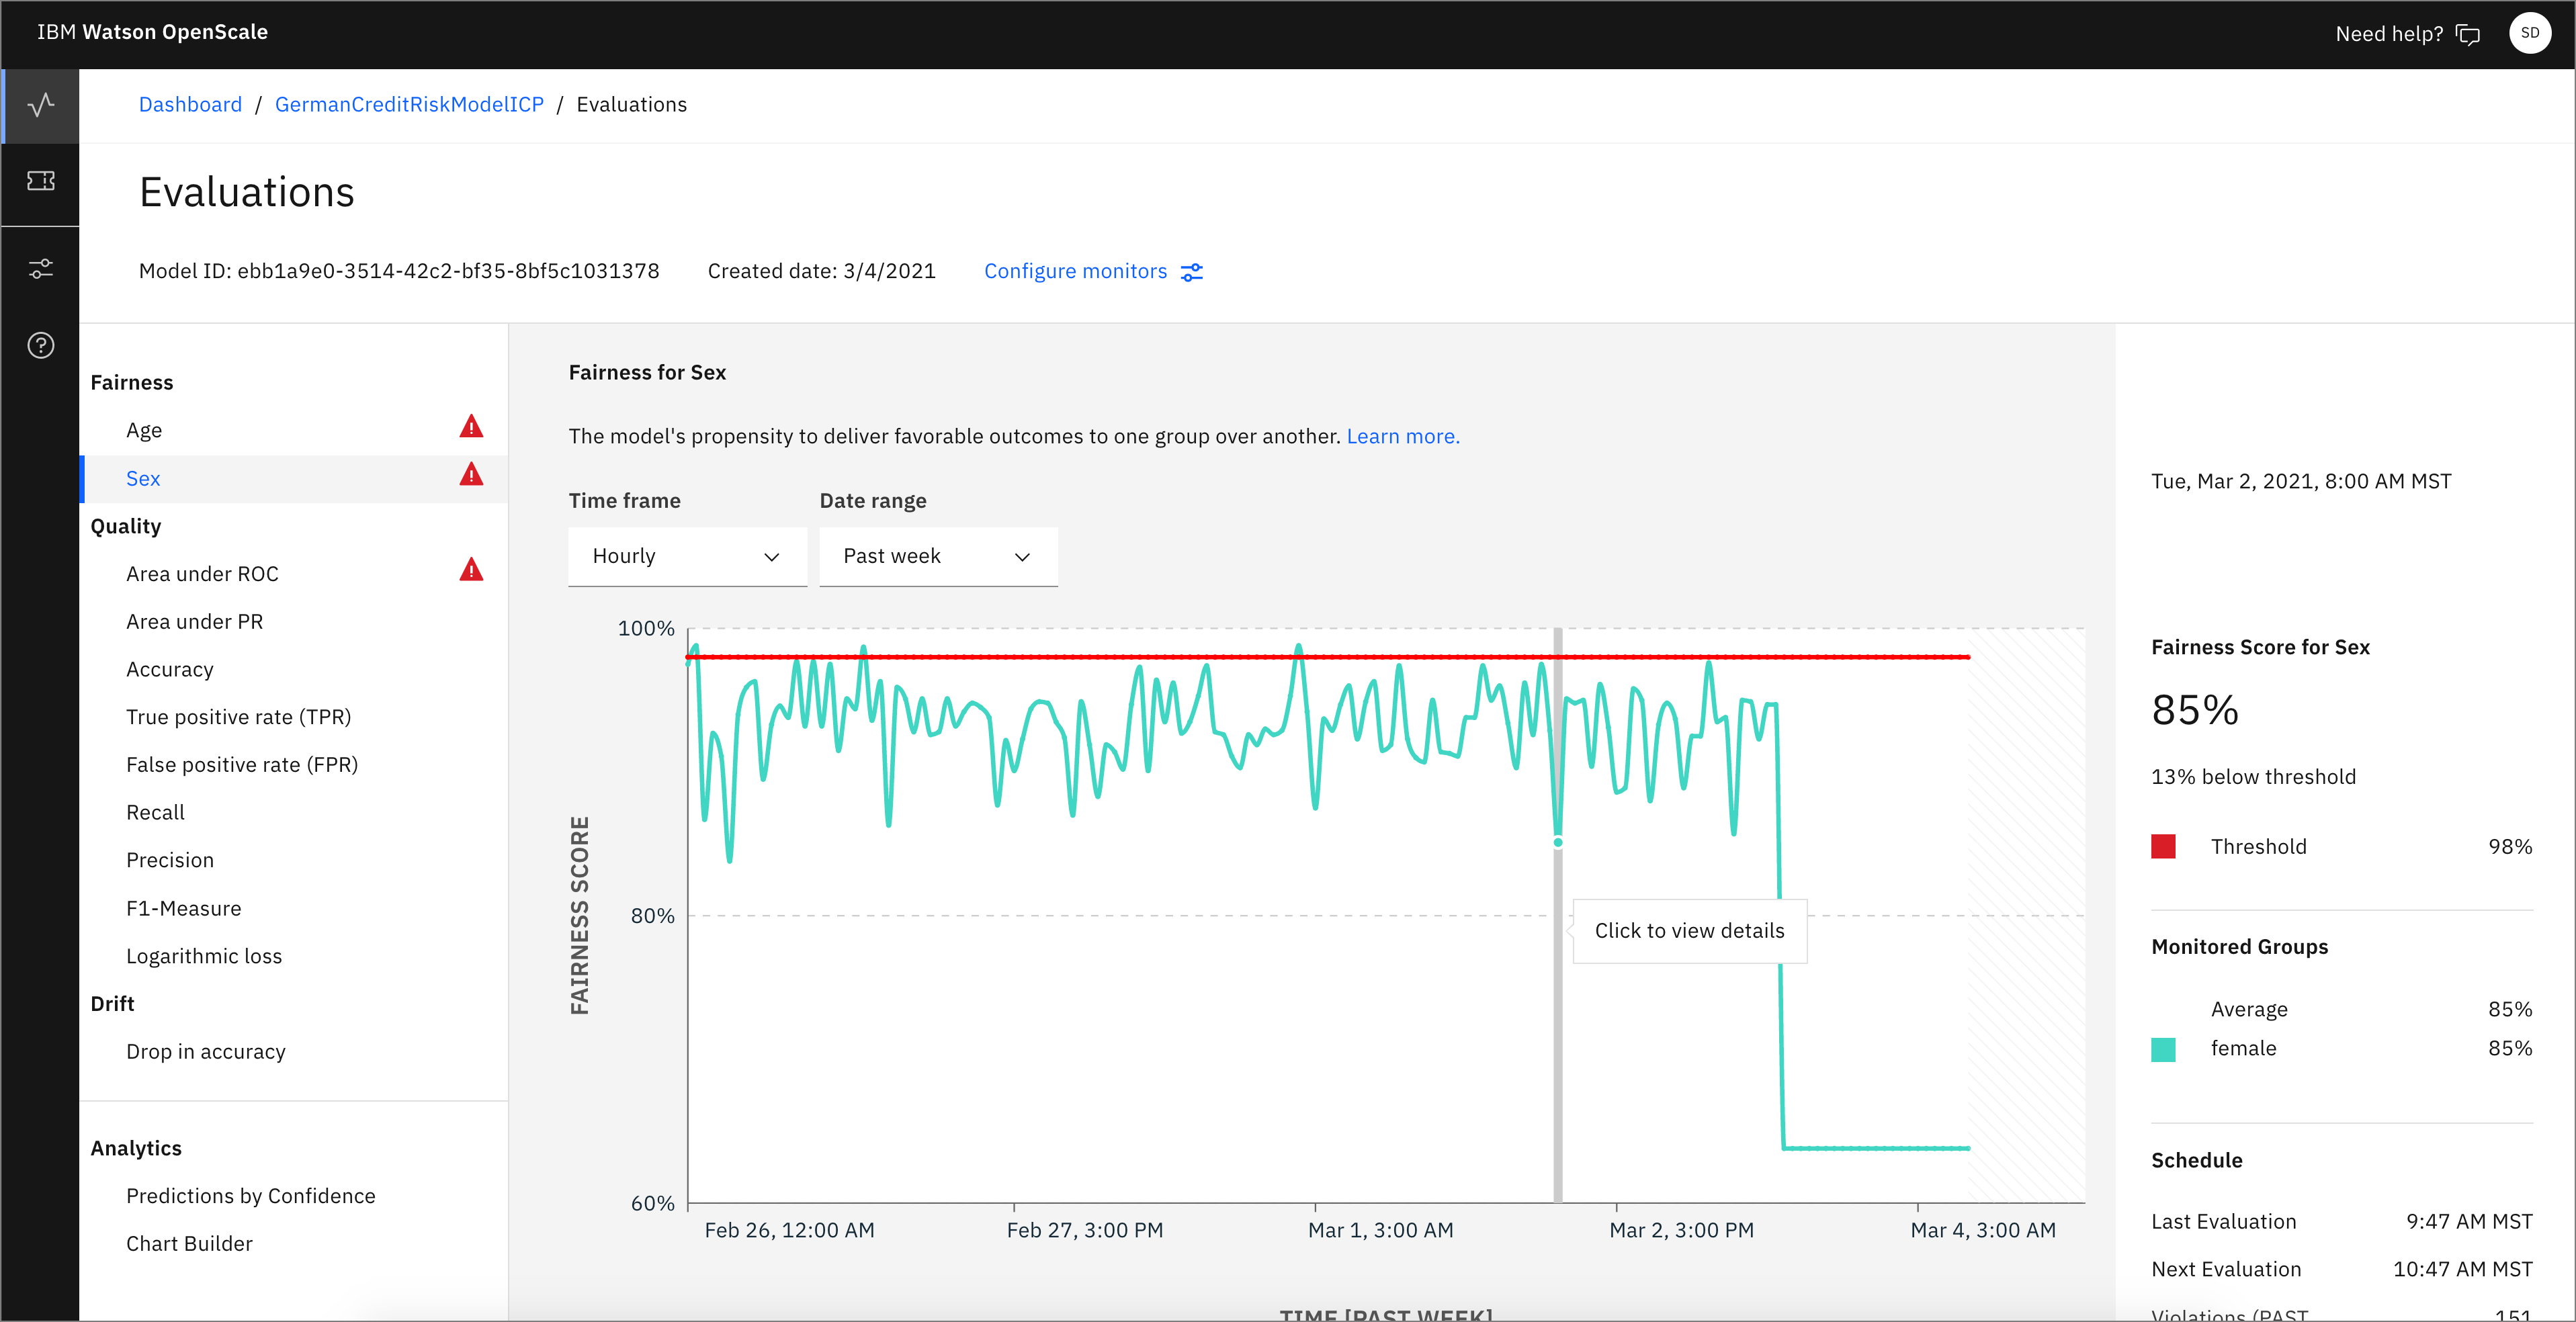 IBM Watson OpenScale
Need help?
SD
Dashboard / GermanCreditRiskModelICP / Evaluations
Evaluations
Model ID: ebb1a9e0-3514-42c2-bf35-8bf5c1031378
Created date: 3/4/2021
Configure monitors
Fairness
Age
Sex
Quality
Area under ROC
Area under PR
Accuracy
True positive rate (TPR)
False positive rate (FPR)
Recall
Precision
F1-Measure
Logarithmic loss
Drift
Drop in accuracy
Analytics
Predictions by Confidence
Chart Builder
Fairness for Sex
The model's propensity to deliver favorable outcomes to one group over another. Learn more.
Time frame
Date range
Hourly
Past week
100%
80%
60%
FAIRNESS SCORE
Click to view details
Feb 26, 12:00 AM
Feb 27, 3:00 PM
Mar 1, 3:00 AM
Mar 2, 3:00 PM
Mar 4, 3:00 AM
TIME [PAST WEEK]
Tue, Mar 2, 2021, 8:00 AM MST
Fairness Score for Sex
85%
13% below threshold
Threshold 98%
Monitored Groups
Average 85%
female 85%
Schedule
Last Evaluation 9:47 AM MST
Next Evaluation 10:47 AM MST
Violations (PAST 151